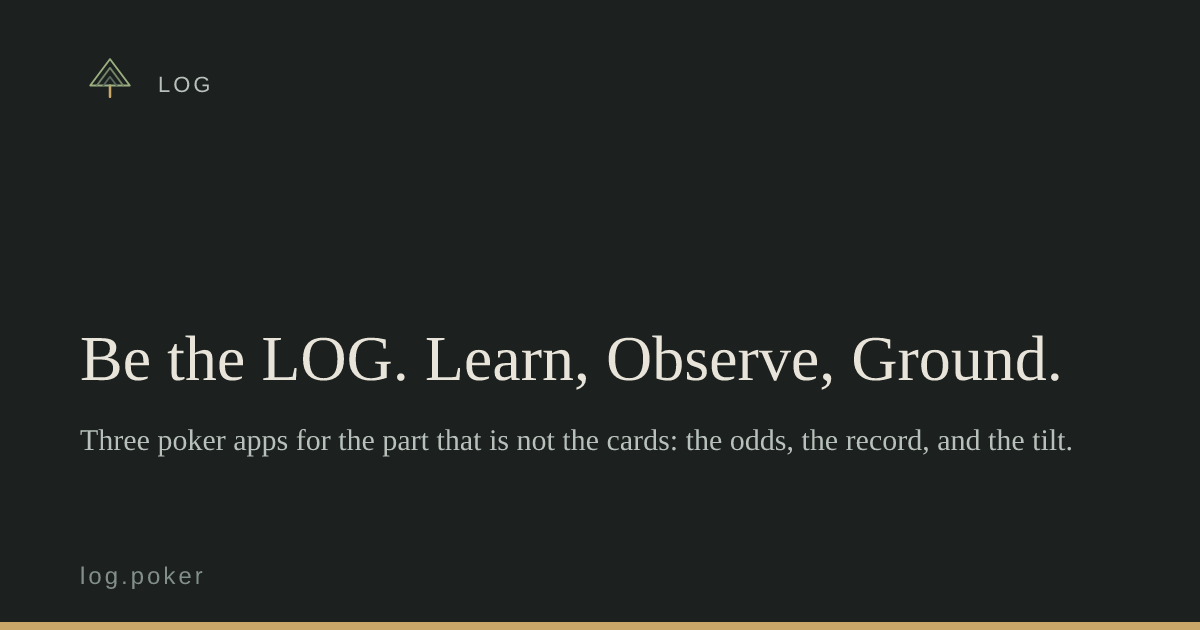 LOG
Be the LOG. Learn, Observe, Ground.
Three poker apps for the part that is not the cards: the odds, the record, and the tilt.
log.poker